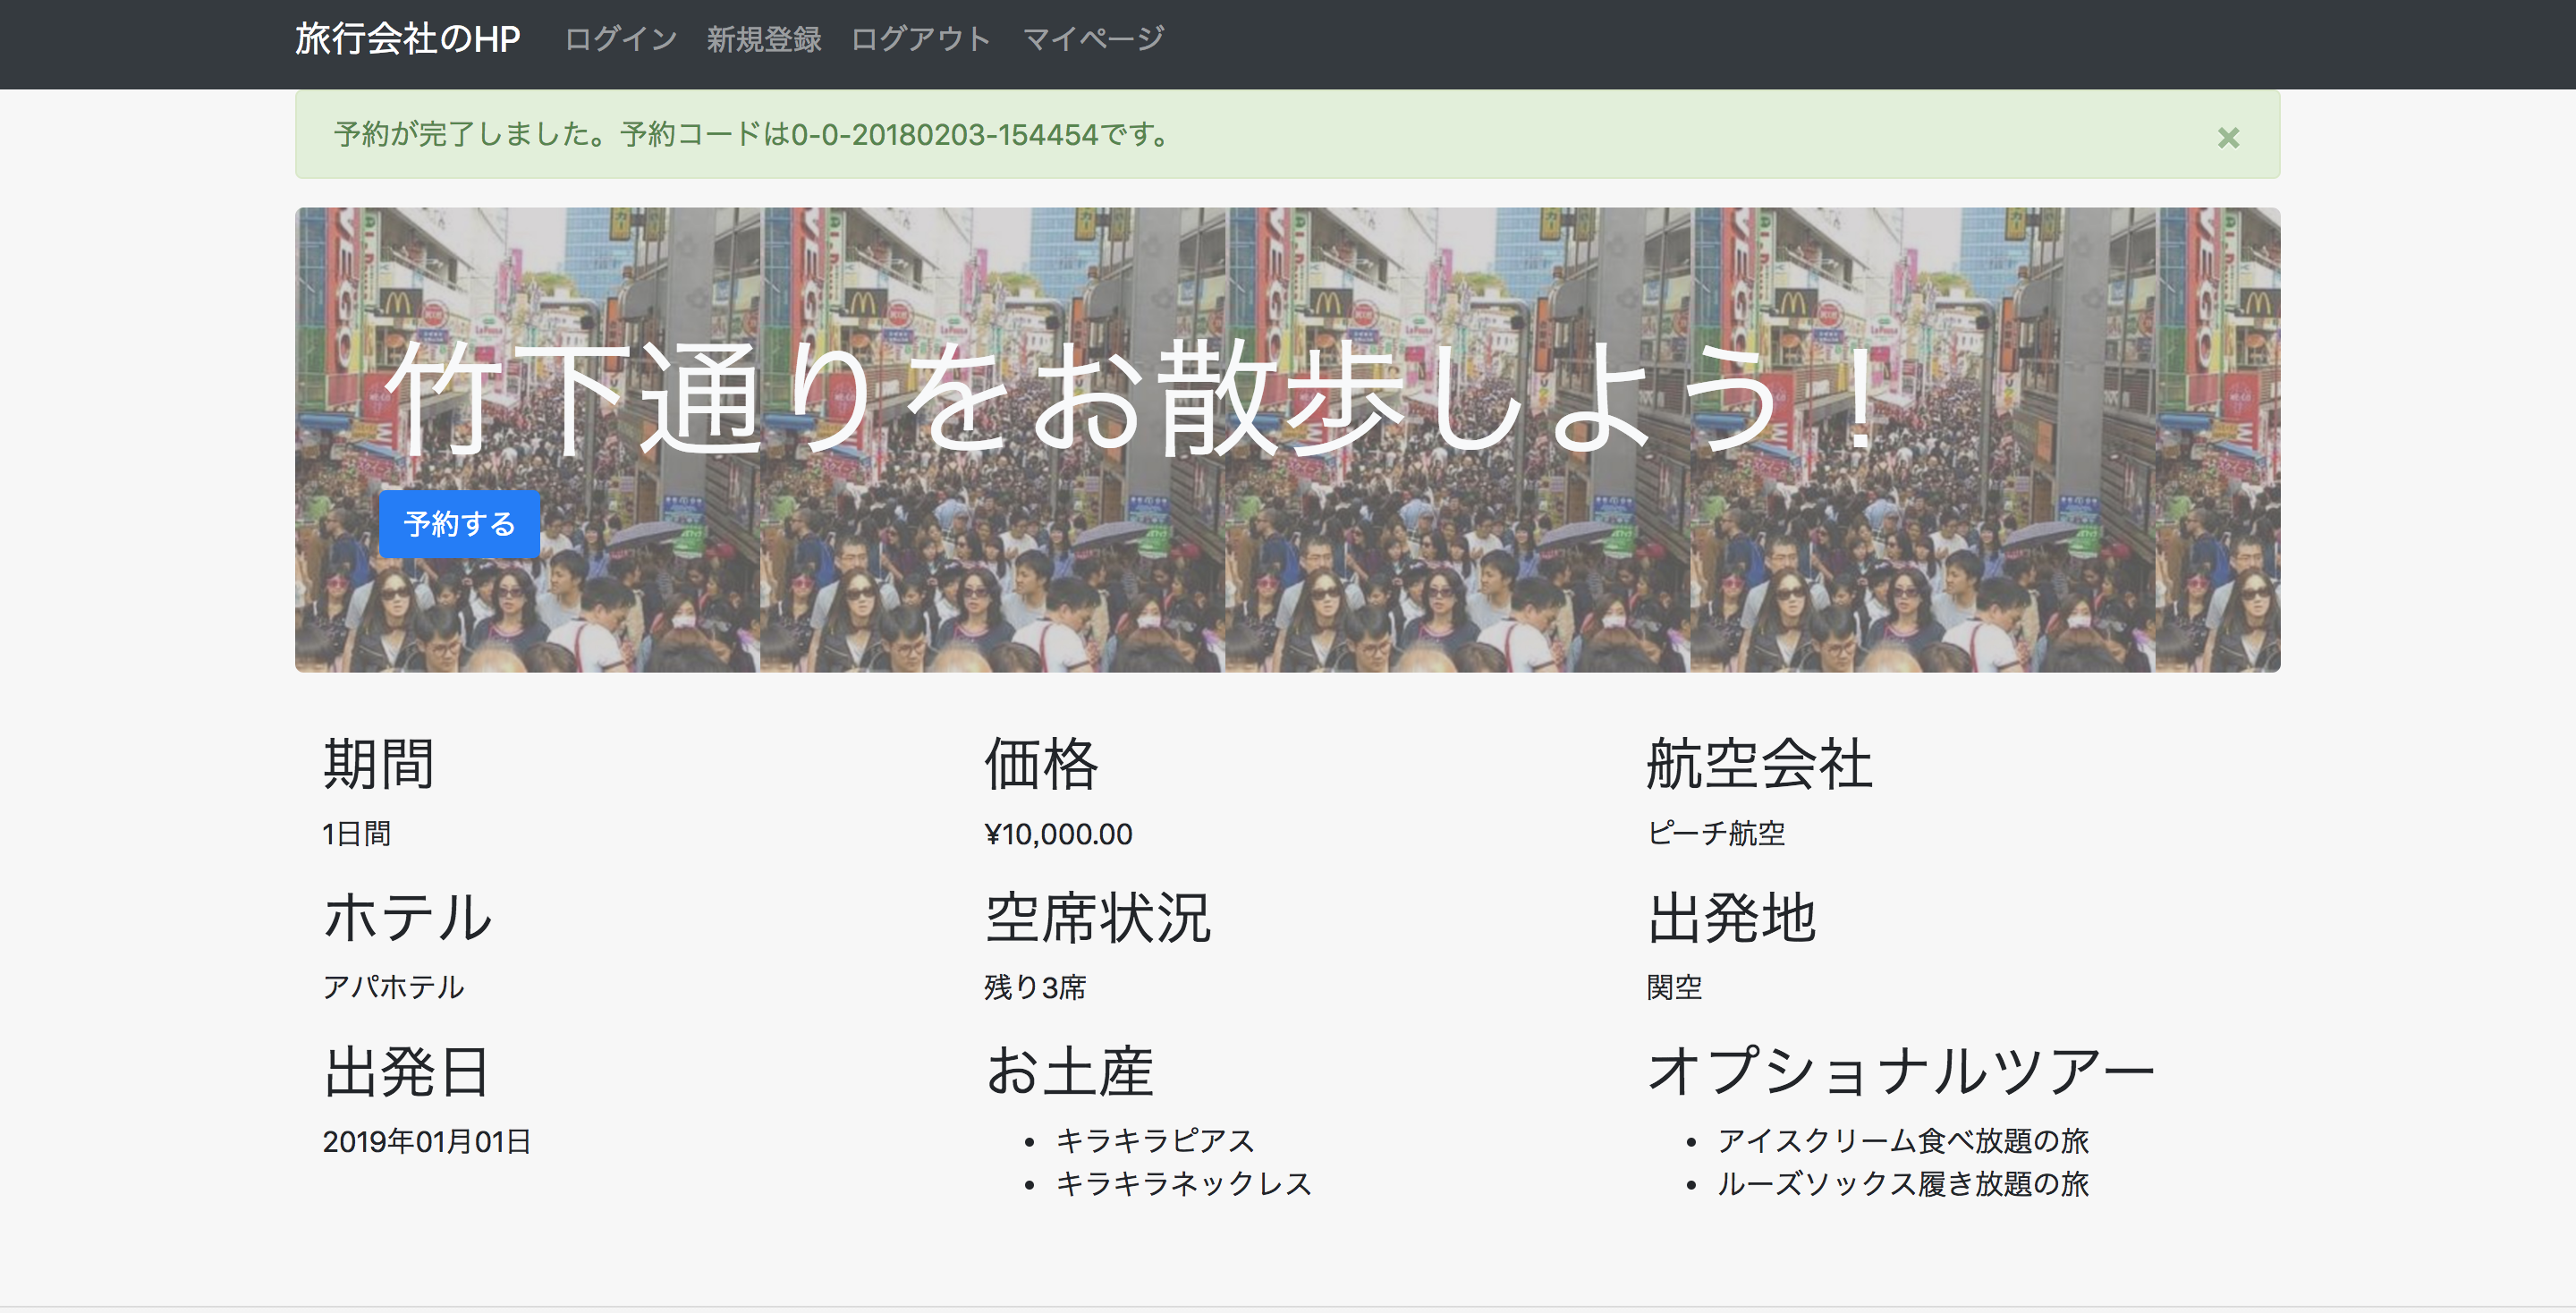 旅行会社のHP ログイン 新規登録 ログアウト マイページ
予約が完了しました。予約コードは0-0-20180203-154454です。
×
竹下通りをお散歩しよう！
予約する
期間
1日間
価格
¥10,000.00
航空会社
ピーチ航空
ホテル
アパホテル
空席状況
残り3席
出発地
関空
出発日
2019年01月01日
お土産
• キラキラピアス
• キラキラネックレス
オプショナルツアー
• アイスクリーム食べ放題の旅
• ルーズソックス履き放題の旅